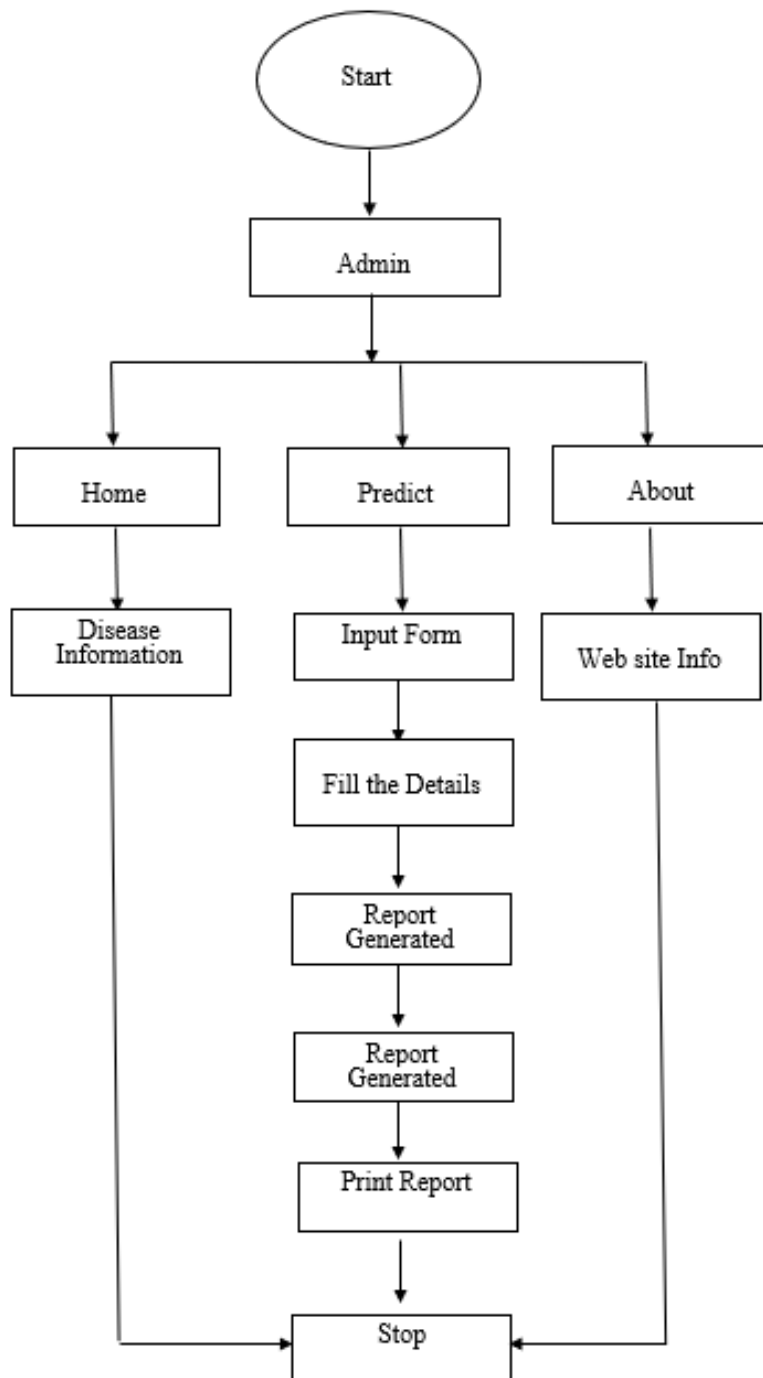 Start
Admin
Home
Predict
About
Disease
Information
Input Form
Web site Info
Fill the Details
Report
Generated
Report
Generated
Print Report
Stop